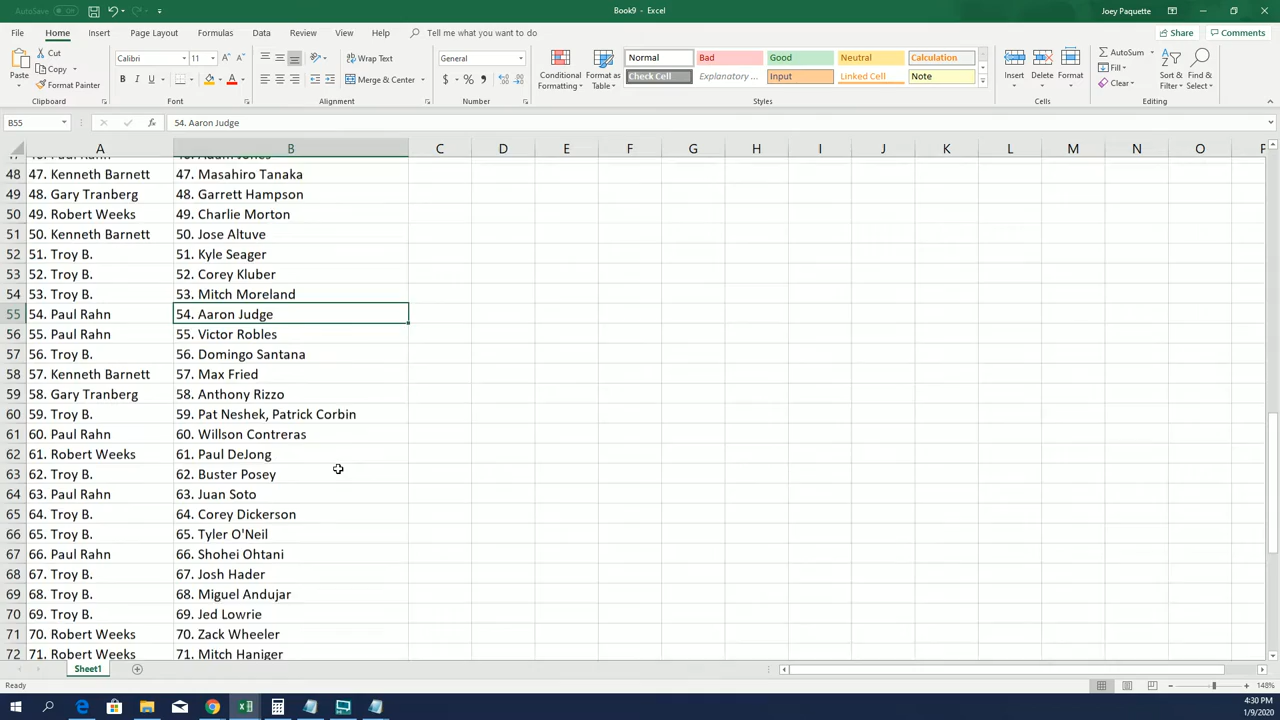 AutoSave Off
Book9 - Excel
Joey Paquette
File Home Insert Page Layout Formulas Data Review View Help Tell me what you want to do Share Comments
Paste
Cut
Copy
Format Painter
Clipboard
Calibri 11
B I U
Font
Wrap Text
Merge & Center
Alignment
General
$ % ,
Number
Conditional Formatting
Format as Table
Normal Bad Good Neutral Calculation
Check Cell Explanatory ... Input Linked Cell Note
Styles
Insert Delete Format
Cells
AutoSum
Fill
Clear
Sort & Filter
Find & Select
Editing
B55 fx 54. Aaron Judge
A B C D E F G H I J K L M N O
48 47. Kenneth Barnett 47. Masahiro Tanaka
49 48. Gary Tranberg 48. Garrett Hampson
50 49. Robert Weeks 49. Charlie Morton
51 50. Kenneth Barnett 50. Jose Altuve
52 51. Troy B. 51. Kyle Seager
53 52. Troy B. 52. Corey Kluber
54 53. Troy B. 53. Mitch Moreland
55 54. Paul Rahn 54. Aaron Judge
56 55. Paul Rahn 55. Victor Robles
57 56. Troy B. 56. Domingo Santana
58 57. Kenneth Barnett 57. Max Fried
59 58. Gary Tranberg 58. Anthony Rizzo
60 59. Troy B. 59. Pat Neshek, Patrick Corbin
61 60. Paul Rahn 60. Willson Contreras
62 61. Robert Weeks 61. Paul DeJong
63 62. Troy B. 62. Buster Posey
64 63. Paul Rahn 63. Juan Soto
65 64. Troy B. 64. Corey Dickerson
66 65. Troy B. 65. Tyler O'Neil
67 66. Paul Rahn 66. Shohei Ohtani
68 67. Troy B. 67. Josh Hader
69 68. Troy B. 68. Miguel Andujar
70 69. Troy B. 69. Jed Lowrie
71 70. Robert Weeks 70. Zack Wheeler
72 71. Robert Weeks 71. Mitch Haniger
Sheet1
Ready
148%
4:30 PM
1/9/2020